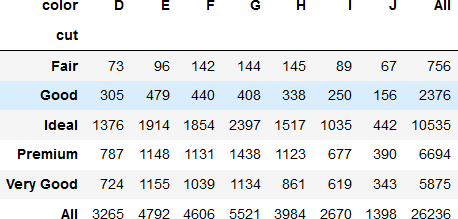 color D E F G H I J All
cut
Fair 73 96 142 144 145 89 67 756
Good 305 479 440 408 338 250 156 2376
Ideal 1376 1914 1854 2397 1517 1035 442 10535
Premium 787 1148 1131 1438 1123 677 390 6694
Very Good 724 1155 1039 1134 861 619 343 5875
All 3265 4792 4606 5521 3984 2670 1398 26236